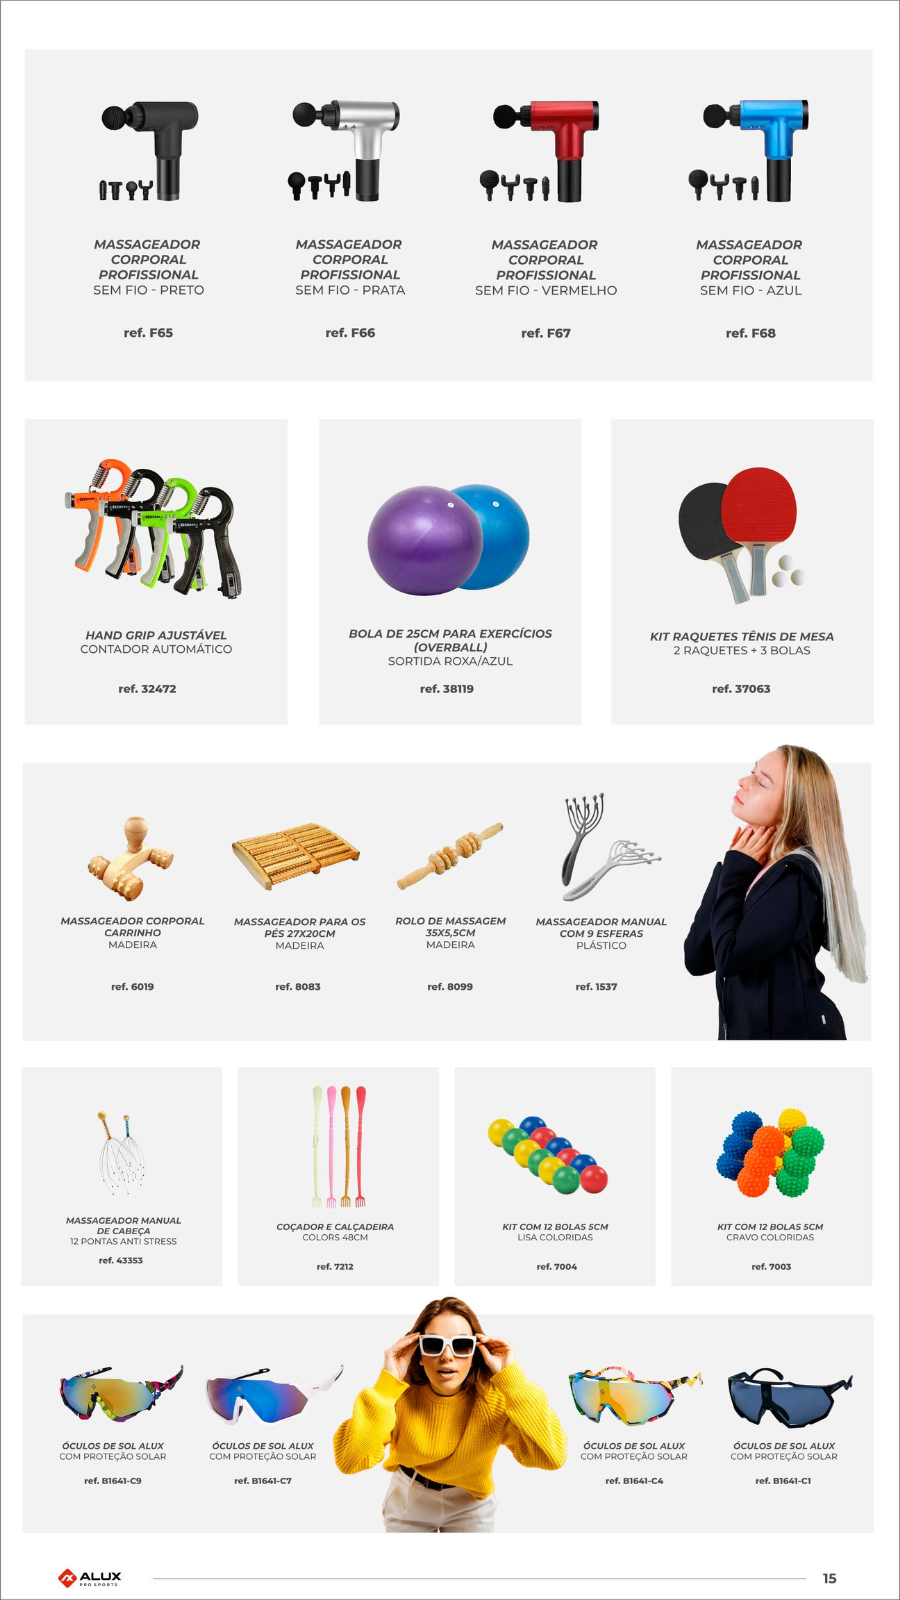 MASSAGEADOR
CORPORAL
PROFISSIONAL
SEM FIO - PRETO
ref. F65
MASSAGEADOR
CORPORAL
PROFISSIONAL
SEM FIO - PRATA
ref. F66
MASSAGEADOR
CORPORAL
PROFISSIONAL
SEM FIO - VERMELHO
ref. F67
MASSAGEADOR
CORPORAL
PROFISSIONAL
SEM FIO - AZUL
ref. F68
HAND GRIP AJUSTÁVEL
CONTADOR AUTOMÁTICO
ref. 32472
BOLA DE 25CM PARA EXERCÍCIOS
(OVERBALL)
SORTIDA ROXA/AZUL
ref. 38119
KIT RAQUETES TÊNIS DE MESA
2 RAQUETES + 3 BOLAS
ref. 37063
MASSAGEADOR CORPORAL
CARRINHO
MADEIRA
ref. 6019
MASSAGEADOR PARA OS
PÉS 27X20CM
MADEIRA
ref. 8083
ROLO DE MASSAGEM
35X5,5CM
MADEIRA
ref. 8099
MASSAGEADOR MANUAL
COM 9 ESFERAS
PLÁSTICO
ref. 1537
MASSAGEADOR MANUAL
DE CABEÇA
12 PONTAS ANTI STRESS
ref. 43353
COÇADOR E CALÇADEIRA
COLORS 48CM
ref. 7212
KIT COM 12 BOLAS 5CM
LISA COLORIDAS
ref. 7004
KIT COM 12 BOLAS 5CM
CRAVO COLORIDAS
ref. 7003
ÓCULOS DE SOL ALUX
COM PROTEÇÃO SOLAR
ref. B1641-C9
ÓCULOS DE SOL ALUX
COM PROTEÇÃO SOLAR
ref. B1641-C7
ÓCULOS DE SOL ALUX
COM PROTEÇÃO SOLAR
ref. B1641-C4
ÓCULOS DE SOL ALUX
COM PROTEÇÃO SOLAR
ref. B1641-C1
ALUX
PRO SPORTS
15